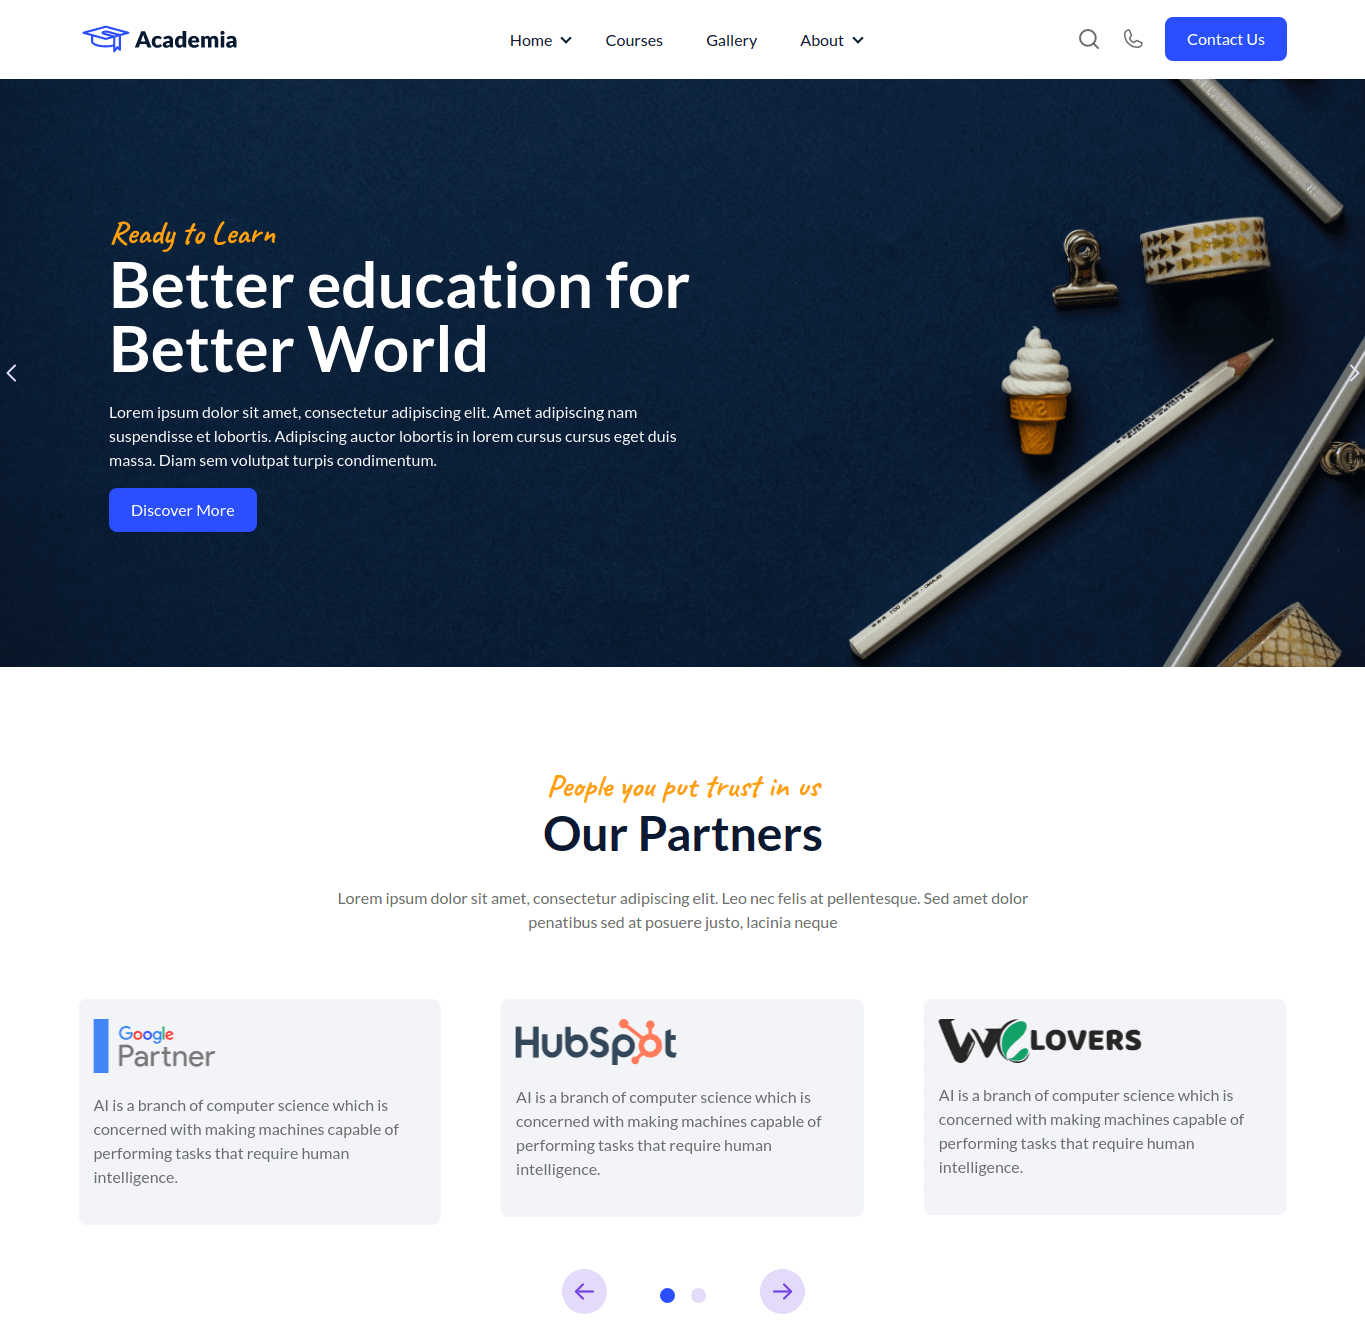 Academia
Home
Courses
Gallery
About
Contact Us
Ready to Learn
Better education for
Better World
Lorem ipsum dolor sit amet, consectetur adipiscing elit. Amet adipiscing nam
suspendisse et lobortis. Adipiscing auctor lobortis in lorem cursus cursus eget duis
massa. Diam sem volutpat turpis condimentum.
Discover More
People you put trust in us
Our Partners
Lorem ipsum dolor sit amet, consectetur adipiscing elit. Leo nec felis at pellentesque. Sed amet dolor
penatibus sed at posuere justo, lacinia neque
Google
Partner
AI is a branch of computer science which is
concerned with making machines capable of
performing tasks that require human
intelligence.
HubSpot
AI is a branch of computer science which is
concerned with making machines capable of
performing tasks that require human
intelligence.
WELOVERS
AI is a branch of computer science which is
concerned with making machines capable of
performing tasks that require human
intelligence.